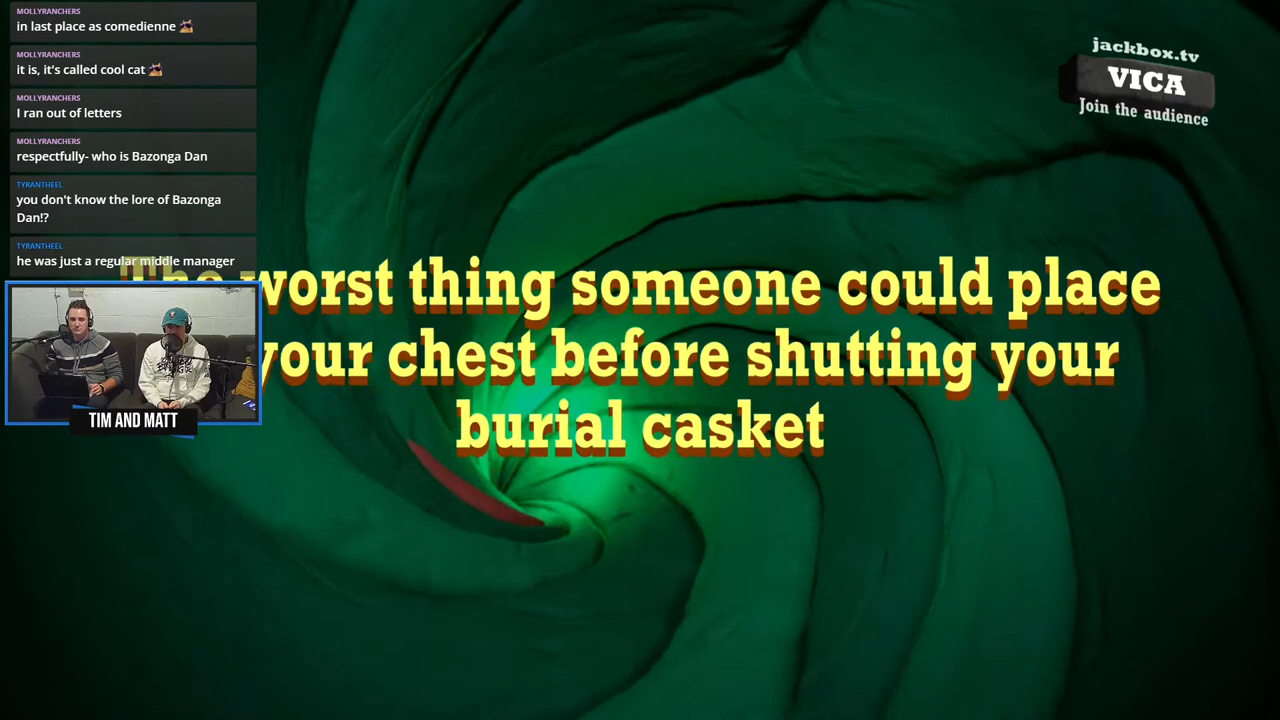 MOLLYRANCHERS
in last place as comedienne
MOLLYRANCHERS
it is, it's called cool cat
MOLLYRANCHERS
I ran out of letters
MOLLYRANCHERS
respectfully- who is Bazonga Dan
TYRANTHEEL
you don't know the lore of Bazonga
Dan!?
TYRANTHEEL
he was just a regular middle manager
TIM AND MATT
jackbox.tv
VICA
Join the audience
The worst thing someone could place
your chest before shutting your
burial casket